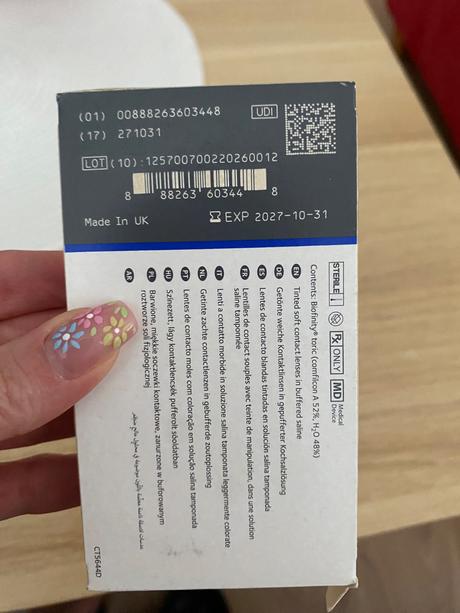 (01) 00888263603448
UDI
(17) 271031
LOT (10):125700700220260012
8 88263 60344 8
Made In UK
EXP 2027-10-31
STERILE
Rx ONLY
MD Medical Device
Contents: Biofinity® toric (comfilcon A 52%, H₂O 48%)
EN Tinted soft contact lenses in buffered saline
DE Getönte weiche Kontaktlinsen in gepufferter Kochsalzlösung
ES Lentes de contacto blandas tintadas en solución salina tamponada
FR Lentilles de contact souples avec teinte de manipulation, dans une solution
saline tamponnée
IT Lenti a contatto morbide in soluzione salina tamponata leggermente colorate
NL Getinte zachte contactlenzen in gebufferde zoutoplossing
PT Lentes de contacto moles com coloração em solução salina tamponada
HU Színezett, lágy kontaktlencsék pufferolt sóoldatban
PL Barwione, miękkie soczewki kontaktowe, zanurzone w buforowanym
roztworze soli fizjologicznej
AR
CT5644D